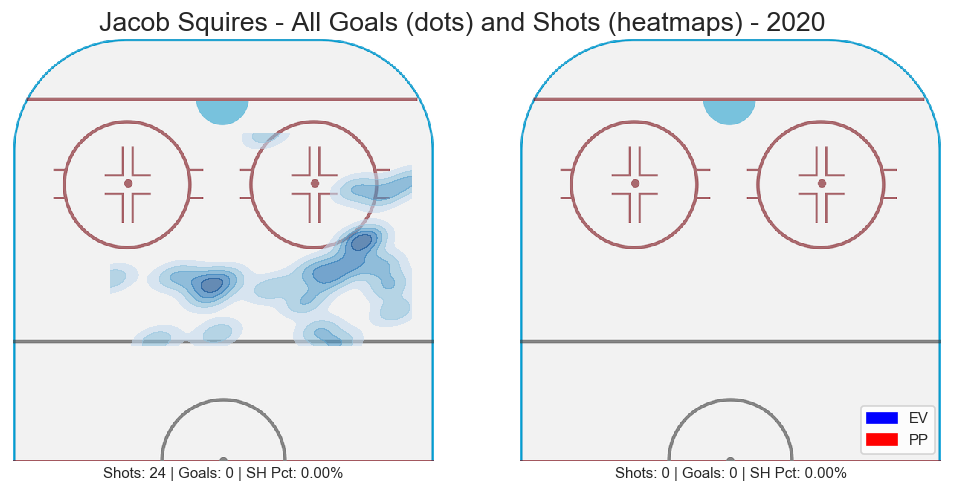 Jacob Squires - All Goals (dots) and Shots (heatmaps) - 2020
EV
PP
Shots: 24 | Goals: 0 | SH Pct: 0.00%
Shots: 0 | Goals: 0 | SH Pct: 0.00%